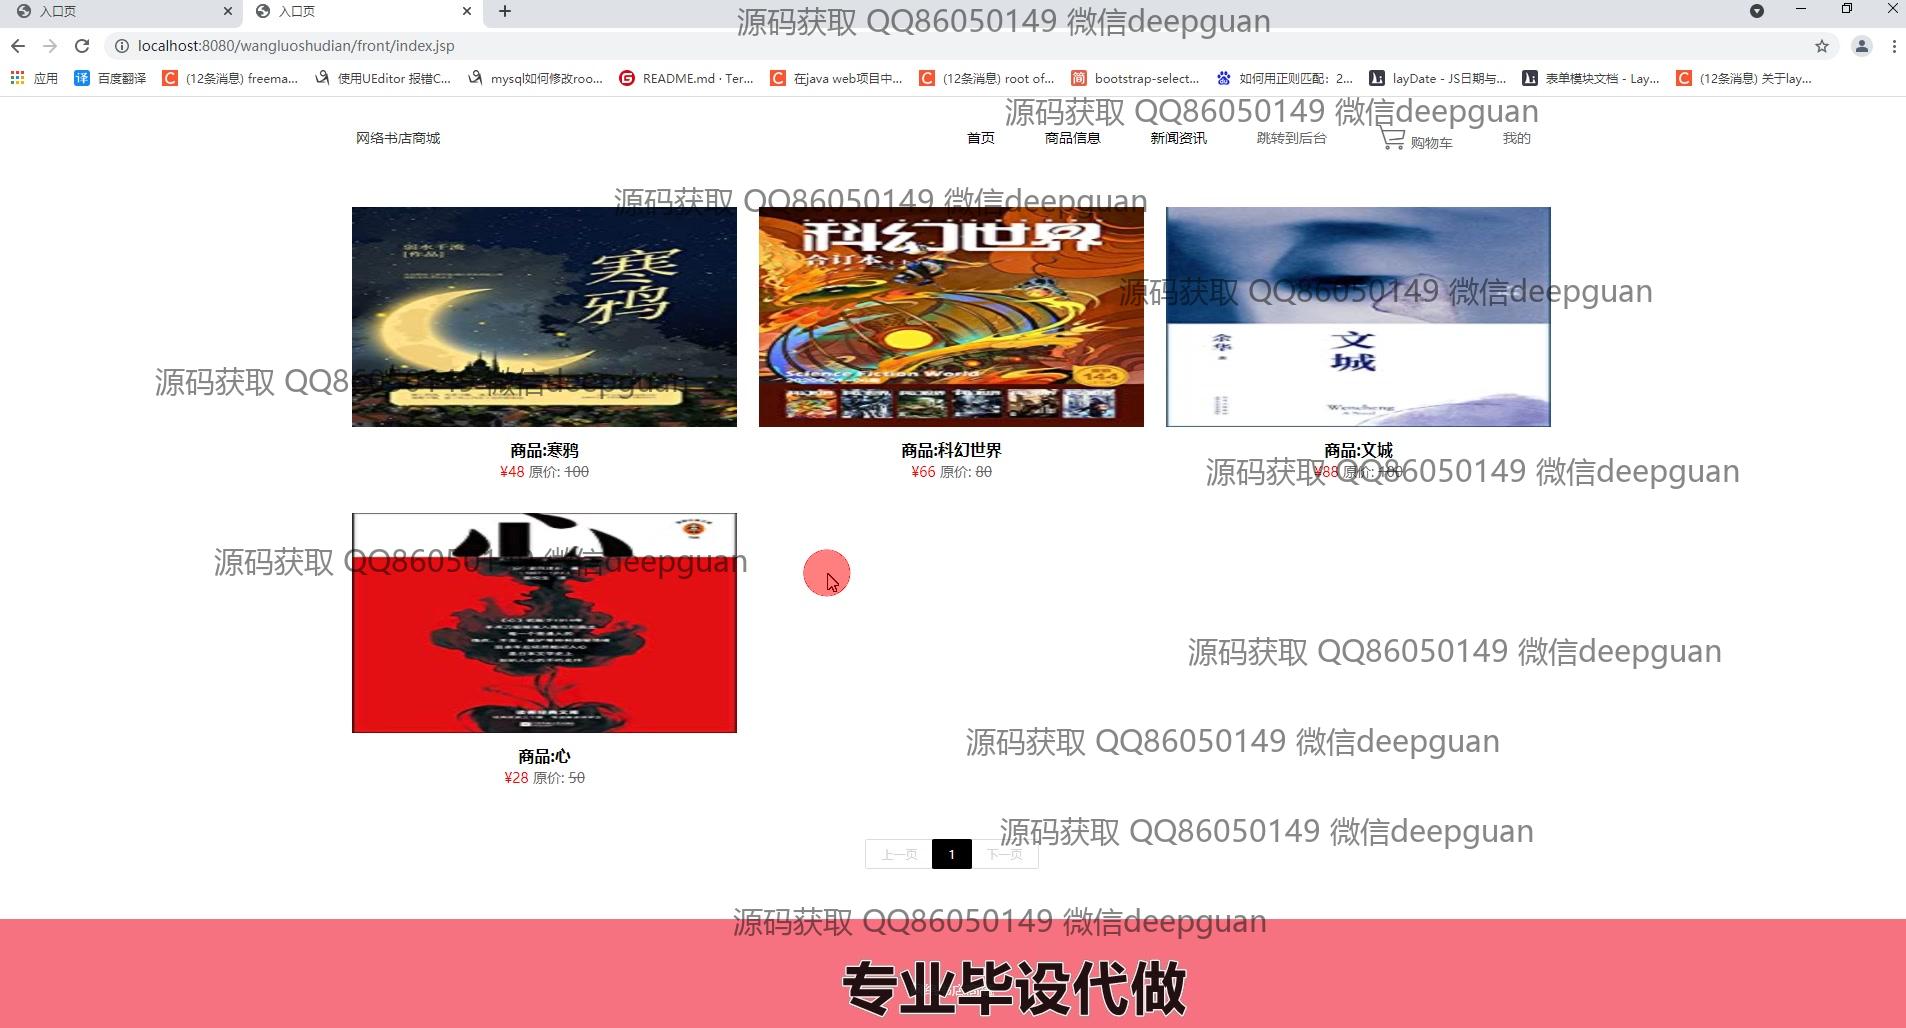 入口页
入口页
源码获取 QQ86050149 微信deepguan
localhost:8080/wangluoshudian/front/index.jsp
应用
百度翻译
(12条消息) freema...
使用UEditor 报错C...
mysql如何修改roo...
README.md · Ter...
在java web项目中...
(12条消息) root of...
bootstrap-select...
如何用正则匹配：2...
layDate - JS日期与...
表单模块文档 - Lay...
(12条消息) 关于lay...
源码获取 QQ86050149 微信deepguan
网络书店商城
首页
商品信息
新闻资讯
跳转到后台
购物车
我的
源码获取 QQ86050149 微信deepguan
弱水千流
[作品]
寒鸦
科幻世界
合订本
Science Fiction World
144
余华
文城
Wencheng
源码获取 QQ86050149 微信deepguan
源码获取 QQ86050149 微信deepguan
商品:寒鸦
¥48 原价: 100
商品:科幻世界
¥66 原价: 80
商品:文城
¥88 原价: 100
源码获取 QQ86050149 微信deepguan
源码获取 QQ86050149 微信deepguan
源码获取 QQ86050149 微信deepguan
商品:心
¥28 原价: 50
源码获取 QQ86050149 微信deepguan
源码获取 QQ86050149 微信deepguan
上一页
1
下一页
源码获取 QQ86050149 微信deepguan
专业毕设代做